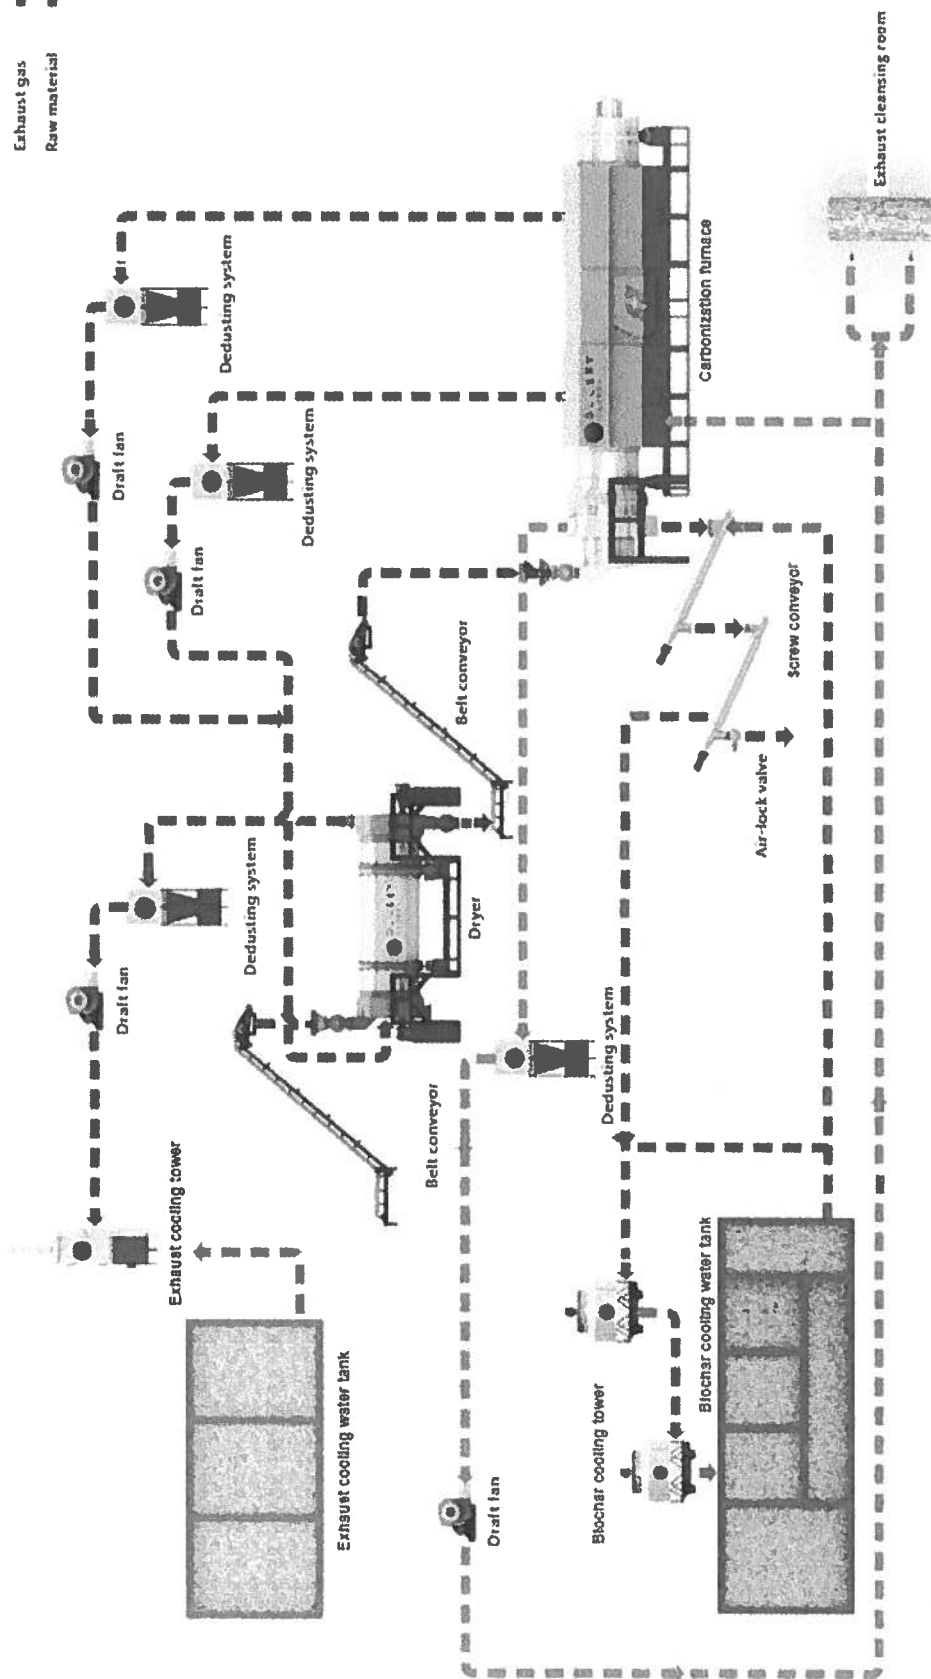 Exhaust gas
Raw material
Dedusting system
Draft fan
Dedusting system
Draft fan
Dedusting system
Draft fan
Exhaust cooling tower
Exhaust cooling water tank
Belt conveyor
Dryer
Belt conveyor
Carbonization furnace
Exhaust cleansing room
Screw conveyor
Air-lock valve
Dedusting system
Draft fan
Biochar cooling tower
Biochar cooling water tank